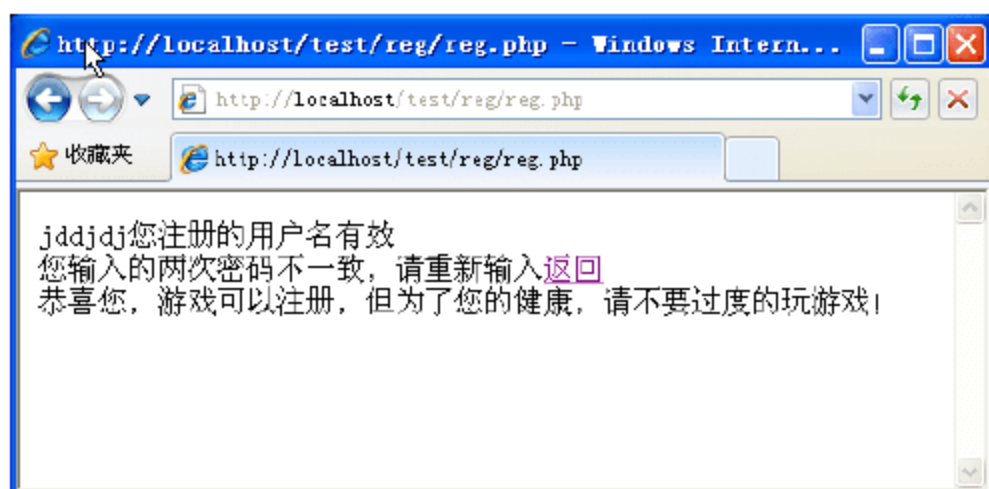 http://localhost/test/reg/reg.php - Windows Intern...
http://localhost/test/reg/reg.php
收藏夹
http://localhost/test/reg/reg.php
jddjdj您注册的用户名有效
您输入的两次密码不一致，请重新输入返回
恭喜您，游戏可以注册，但为了您的健康，请不要过度的玩游戏！